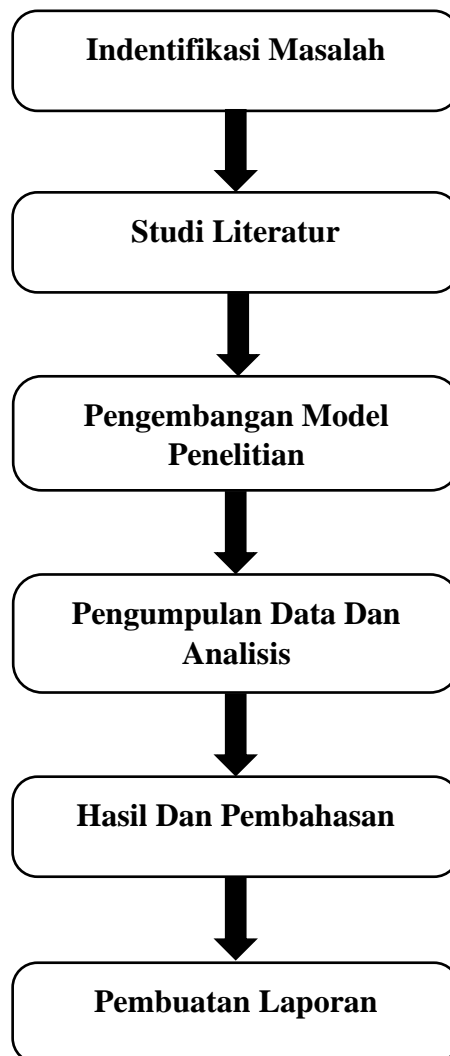 Indentifikasi Masalah
Studi Literatur
Pengembangan Model
Penelitian
Pengumpulan Data Dan
Analisis
Hasil Dan Pembahasan
Pembuatan Laporan